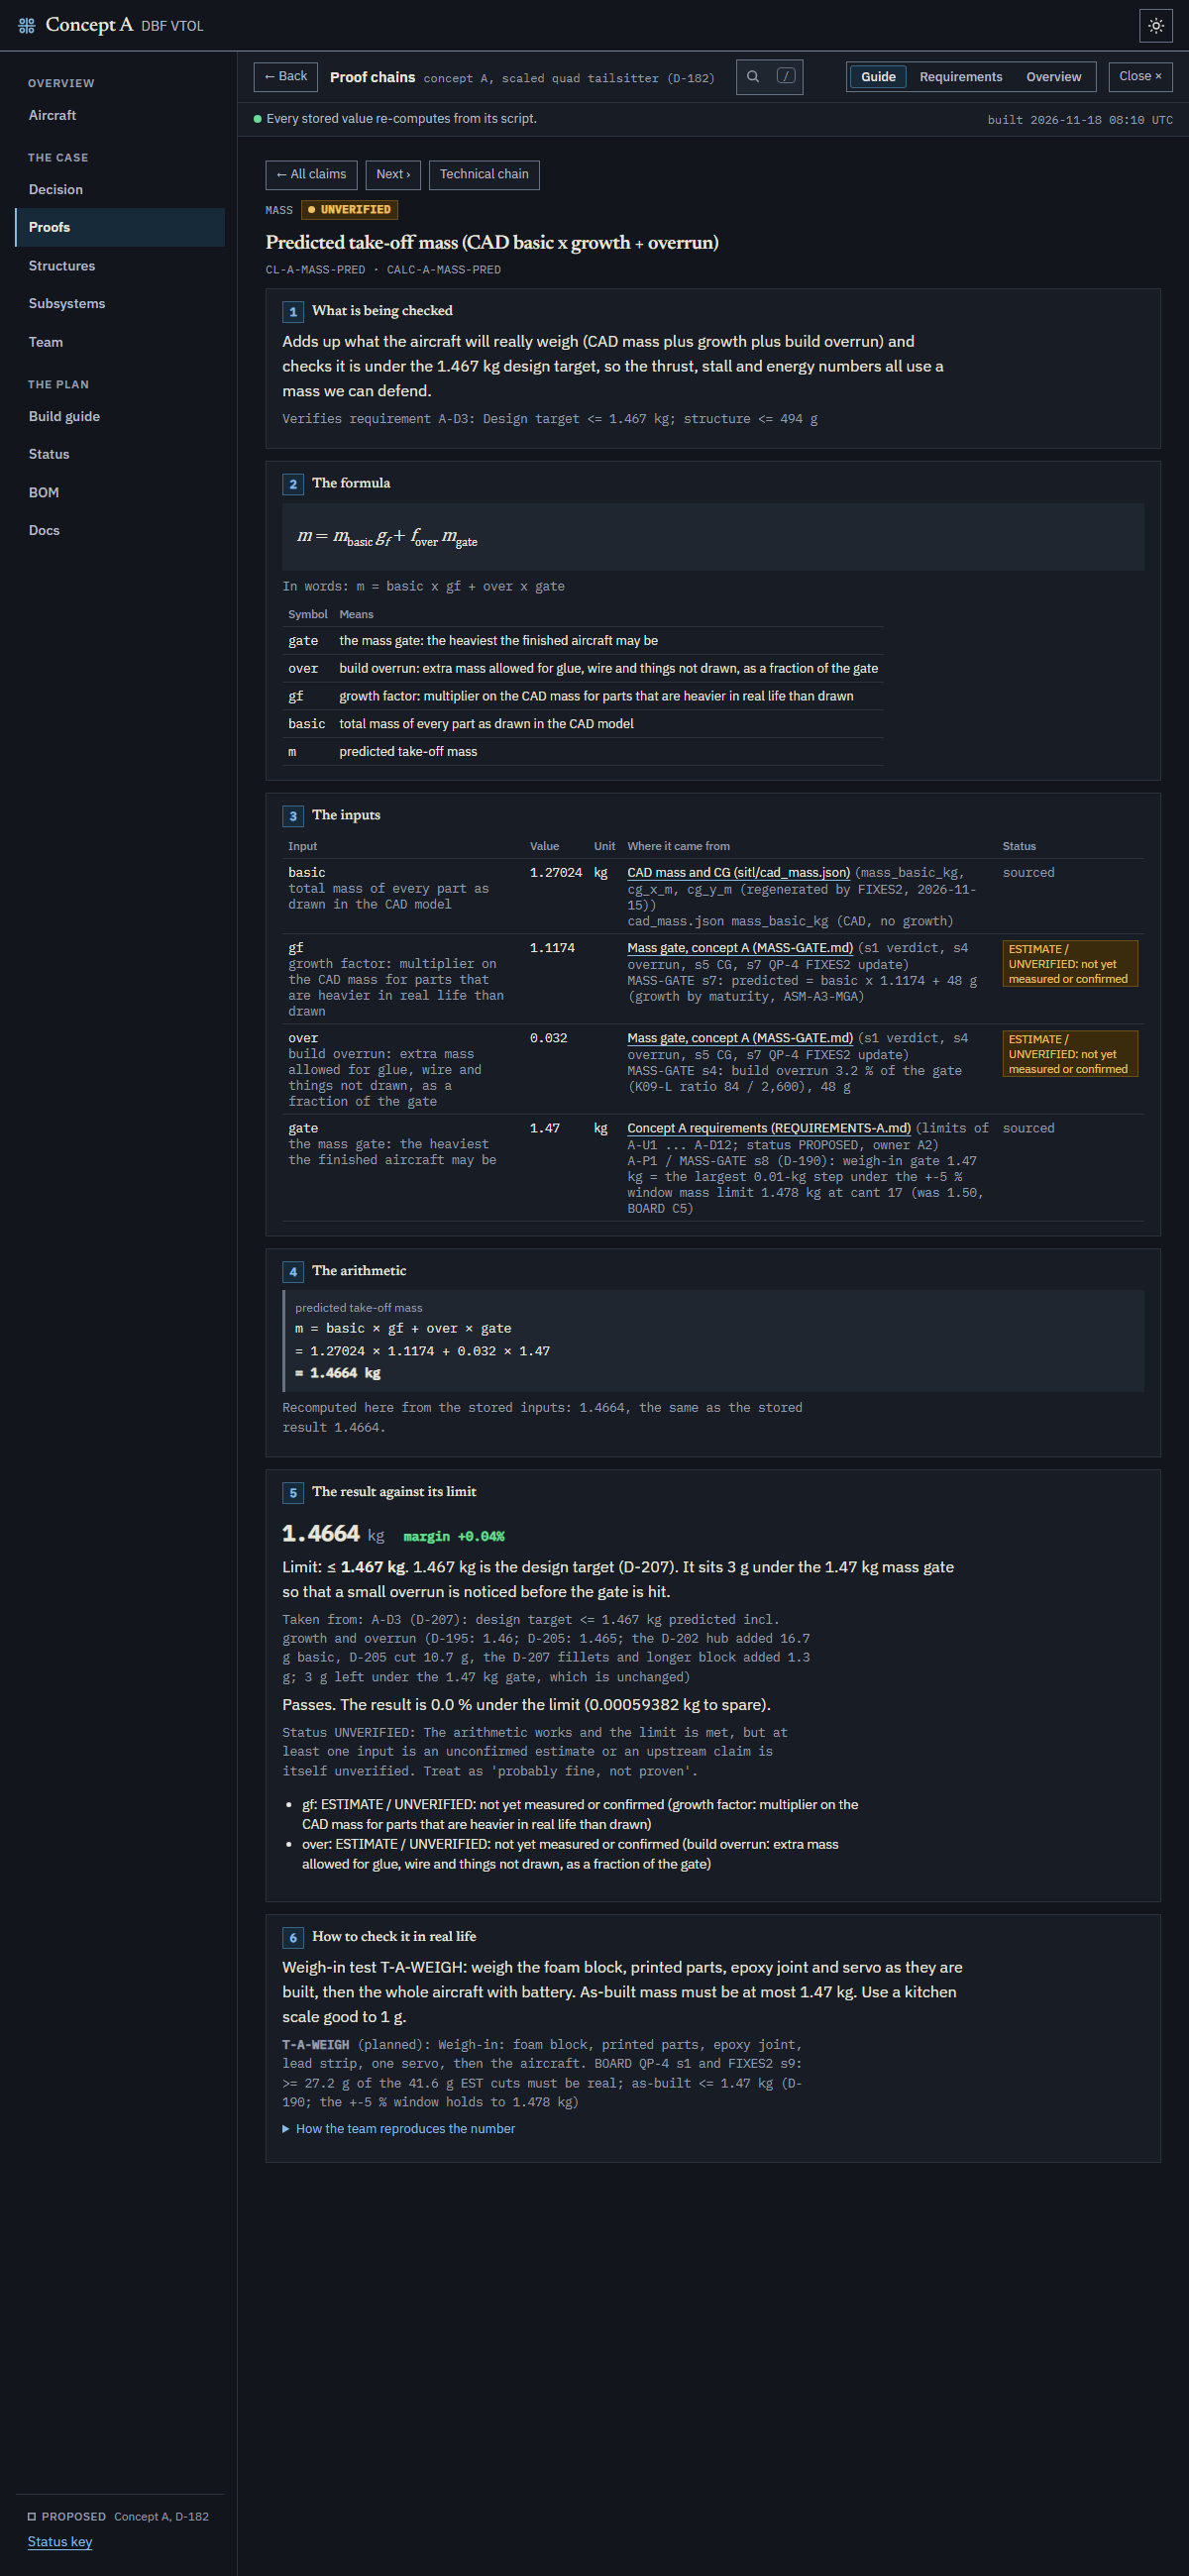 Concept A DBF VTOL
OVERVIEW
Aircraft
THE CASE
Decision
Proofs
Structures
Subsystems
Team
THE PLAN
Build guide
Status
BOM
Docs
← Back Proof chains concept A, scaled quad tailsitter (D-182) / Guide Requirements Overview Close ×
Every stored value re-computes from its script. built 2026-11-18 08:10 UTC
← All claims Next › Technical chain
MASS UNVERIFIED
Predicted take-off mass (CAD basic x growth + overrun)
CL-A-MASS-PRED · CALC-A-MASS-PRED
1 What is being checked
Adds up what the aircraft will really weigh (CAD mass plus growth plus build overrun) and
checks it is under the 1.467 kg design target, so the thrust, stall and energy numbers all use a
mass we can defend.
Verifies requirement A-D3: Design target <= 1.467 kg; structure <= 494 g
2 The formula
m = m_basic g_f + f_over m_gate
In words: m = basic x gf + over x gate
Symbol Means
gate the mass gate: the heaviest the finished aircraft may be
over build overrun: extra mass allowed for glue, wire and things not drawn, as a fraction of the gate
gf growth factor: multiplier on the CAD mass for parts that are heavier in real life than drawn
basic total mass of every part as drawn in the CAD model
m predicted take-off mass
3 The inputs
Input Value Unit Where it came from Status
basic 1.27024 kg CAD mass and CG (sitl/cad_mass.json) (mass_basic_kg, sourced
total mass of every part as cg_x_m, cg_y_m (regenerated by FIXES2, 2026-11-
drawn in the CAD model 15))
cad_mass.json mass_basic_kg (CAD, no growth)
gf 1.1174 Mass gate, concept A (MASS-GATE.md) (s1 verdict, s4 ESTIMATE /
growth factor: multiplier on overrun, s5 CG, s7 QP-4 FIXES2 update) UNVERIFIED: not yet
the CAD mass for parts that MASS-GATE s7: predicted = basic x 1.1174 + 48 g measured or confirmed
are heavier in real life than (growth by maturity, ASM-A3-MGA)
drawn
over 0.032 Mass gate, concept A (MASS-GATE.md) (s1 verdict, s4 ESTIMATE /
build overrun: extra mass overrun, s5 CG, s7 QP-4 FIXES2 update) UNVERIFIED: not yet
allowed for glue, wire and MASS-GATE s4: build overrun 3.2 % of the gate measured or confirmed
things not drawn, as a (K09-L ratio 84 / 2,600), 48 g
fraction of the gate
gate 1.47 kg Concept A requirements (REQUIREMENTS-A.md) (limits of sourced
the mass gate: the heaviest A-U1 ... A-D12; status PROPOSED, owner A2)
the finished aircraft may be A-P1 / MASS-GATE s8 (D-190): weigh-in gate 1.47
kg = the largest 0.01-kg step under the +-5 %
window mass limit 1.478 kg at cant 17 (was 1.50,
BOARD C5)
4 The arithmetic
predicted take-off mass
m = basic × gf + over × gate
= 1.27024 × 1.1174 + 0.032 × 1.47
= 1.4664 kg
Recomputed here from the stored inputs: 1.4664, the same as the stored
result 1.4664.
5 The result against its limit
1.4664 kg margin +0.04%
Limit: ≤ 1.467 kg. 1.467 kg is the design target (D-207). It sits 3 g under the 1.47 kg mass gate
so that a small overrun is noticed before the gate is hit.
Taken from: A-D3 (D-207): design target <= 1.467 kg predicted incl.
growth and overrun (D-195: 1.46; D-205: 1.465; the D-202 hub added 16.7
g basic, D-205 cut 10.7 g, the D-207 fillets and longer block added 1.3
g; 3 g left under the 1.47 kg gate, which is unchanged)
Passes. The result is 0.0 % under the limit (0.00059382 kg to spare).
Status UNVERIFIED: The arithmetic works and the limit is met, but at
least one input is an unconfirmed estimate or an upstream claim is
itself unverified. Treat as 'probably fine, not proven'.
• gf: ESTIMATE / UNVERIFIED: not yet measured or confirmed (growth factor: multiplier on the
CAD mass for parts that are heavier in real life than drawn)
• over: ESTIMATE / UNVERIFIED: not yet measured or confirmed (build overrun: extra mass
allowed for glue, wire and things not drawn, as a fraction of the gate)
6 How to check it in real life
Weigh-in test T-A-WEIGH: weigh the foam block, printed parts, epoxy joint and servo as they are
built, then the whole aircraft with battery. As-built mass must be at most 1.47 kg. Use a kitchen
scale good to 1 g.
T-A-WEIGH (planned): Weigh-in: foam block, printed parts, epoxy joint,
lead strip, one servo, then the aircraft. BOARD QP-4 s1 and FIXES2 s9:
>= 27.2 g of the 41.6 g EST cuts must be real; as-built <= 1.47 kg (D-
190; the +-5 % window holds to 1.478 kg)
▶ How the team reproduces the number
PROPOSED Concept A, D-182
Status key